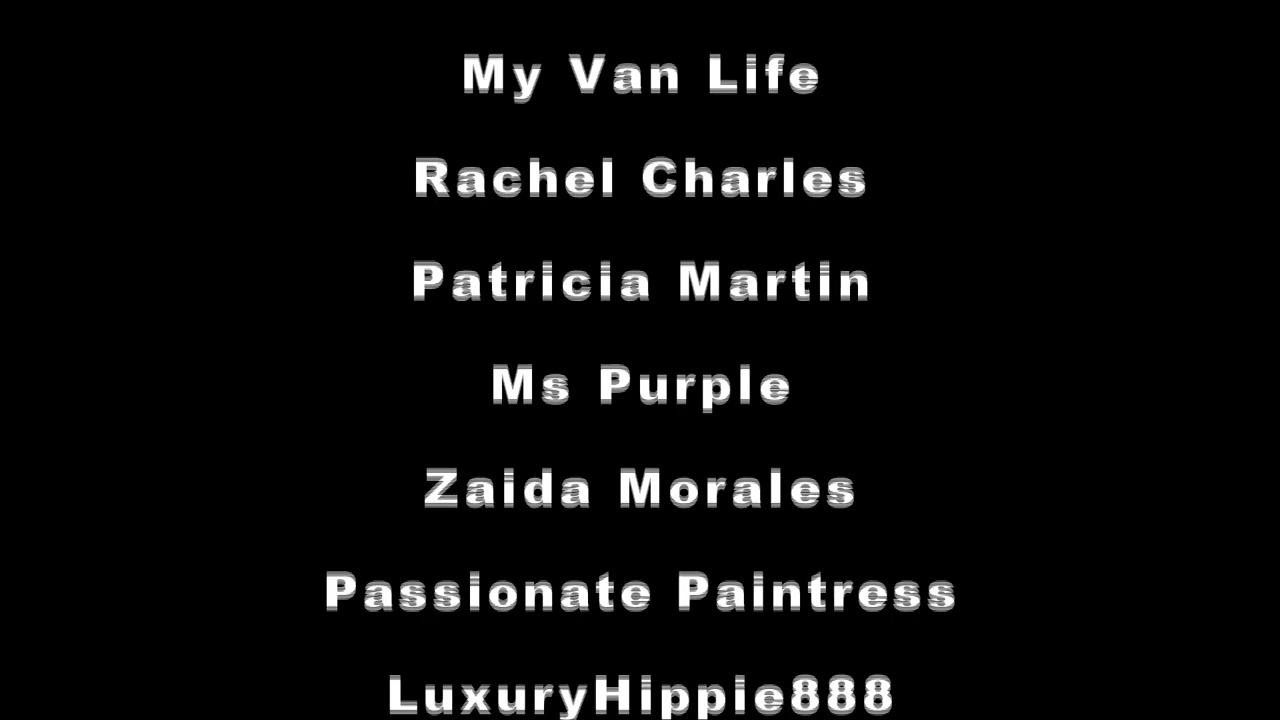 My Van Life
Rachel Charles
Patricia Martin
Ms Purple
Zaida Morales
Passionate Paintress
LuxuryHippie888